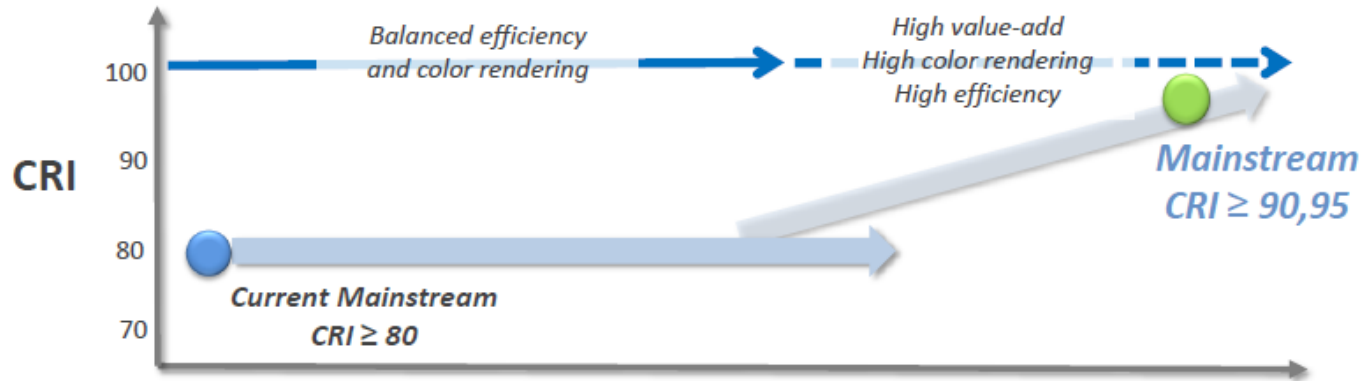 Balanced efficiency
and color rendering
High value-add
High color rendering
High efficiency
100
90
CRI
80
70
Mainstream
CRI ≥ 90,95
Current Mainstream
CRI ≥ 80